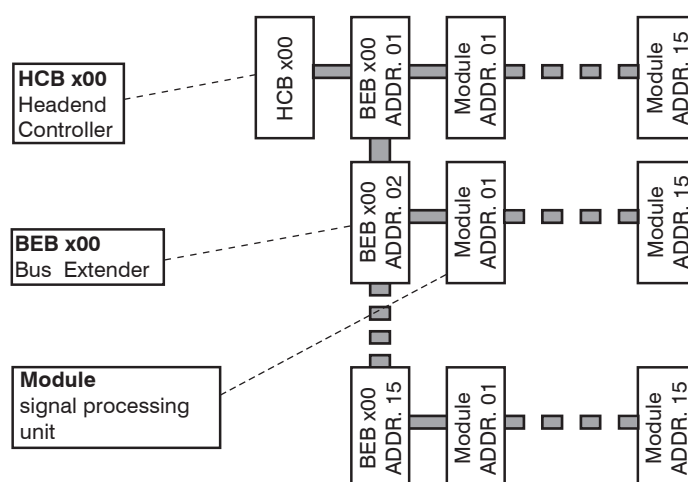 HCB x00
Headend
Controller
HCB x00
BEB x00
ADDR. 01
Module
ADDR. 01
Module
ADDR. 15
BEB x00
Bus Extender
BEB x00
ADDR. 02
Module
ADDR. 01
Module
ADDR. 15
Module
signal processing
unit
BEB x00
ADDR. 15
Module
ADDR. 01
Module
ADDR. 15